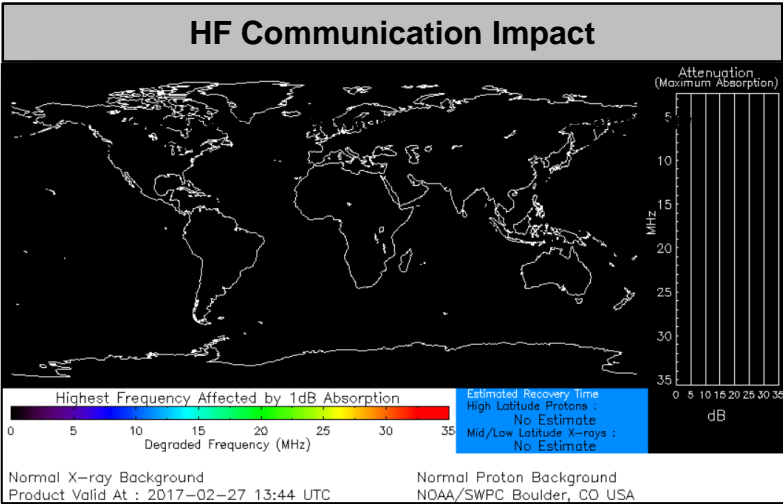 HF Communication Impact
Attenuation
(Maximum Absorption)
5
10
15
20
25
30
35
MHz
0 5 10 15 20 25 30 35
dB
Highest Frequency Affected by 1dB Absorption
0 5 10 15 20 25 30 35
Degraded Frequency (MHz)
Estimated Recovery Time
High Latitude Protons :
No Estimate
Mid/Low Latitude X-rays :
No Estimate
Normal X-ray Background
Product Valid At : 2017-02-27 13:44 UTC
Normal Proton Background
NOAA/SWPC Boulder, CO USA